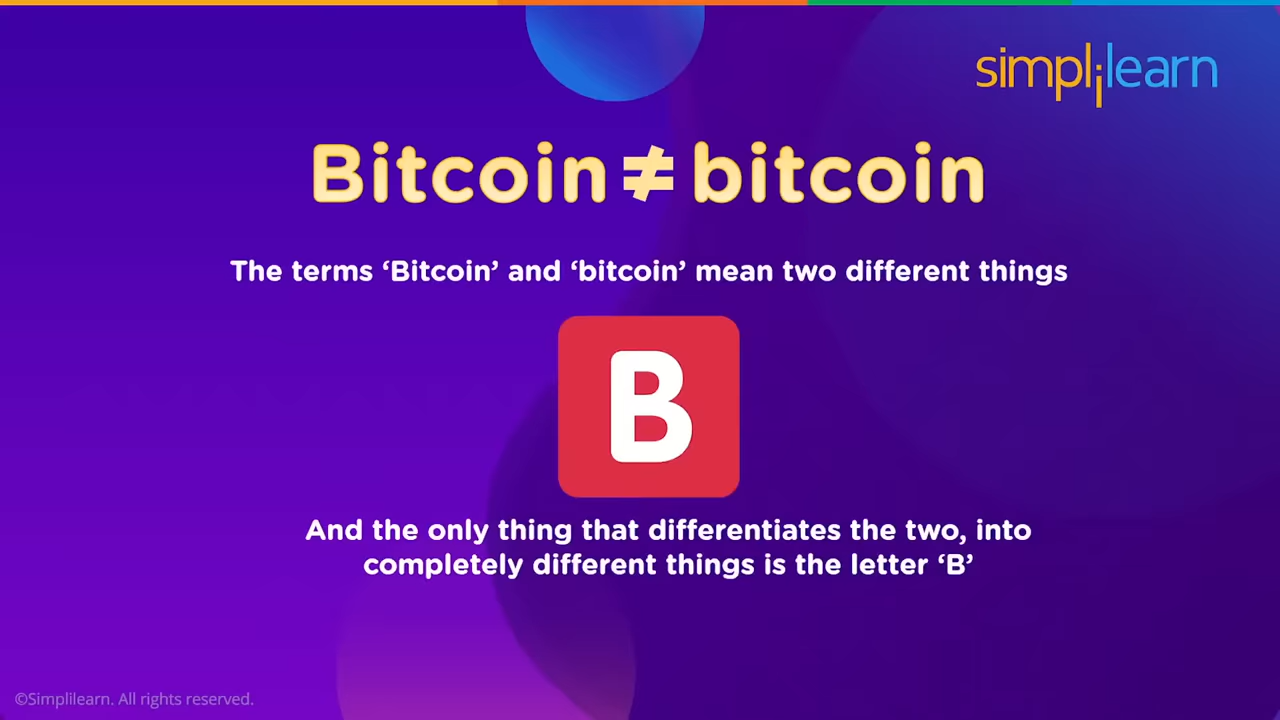 simplilearn
Bitcoin ≠ bitcoin
The terms ‘Bitcoin’ and ‘bitcoin’ mean two different things
B
And the only thing that differentiates the two, into
completely different things is the letter ‘B’
©Simplilearn. All rights reserved.